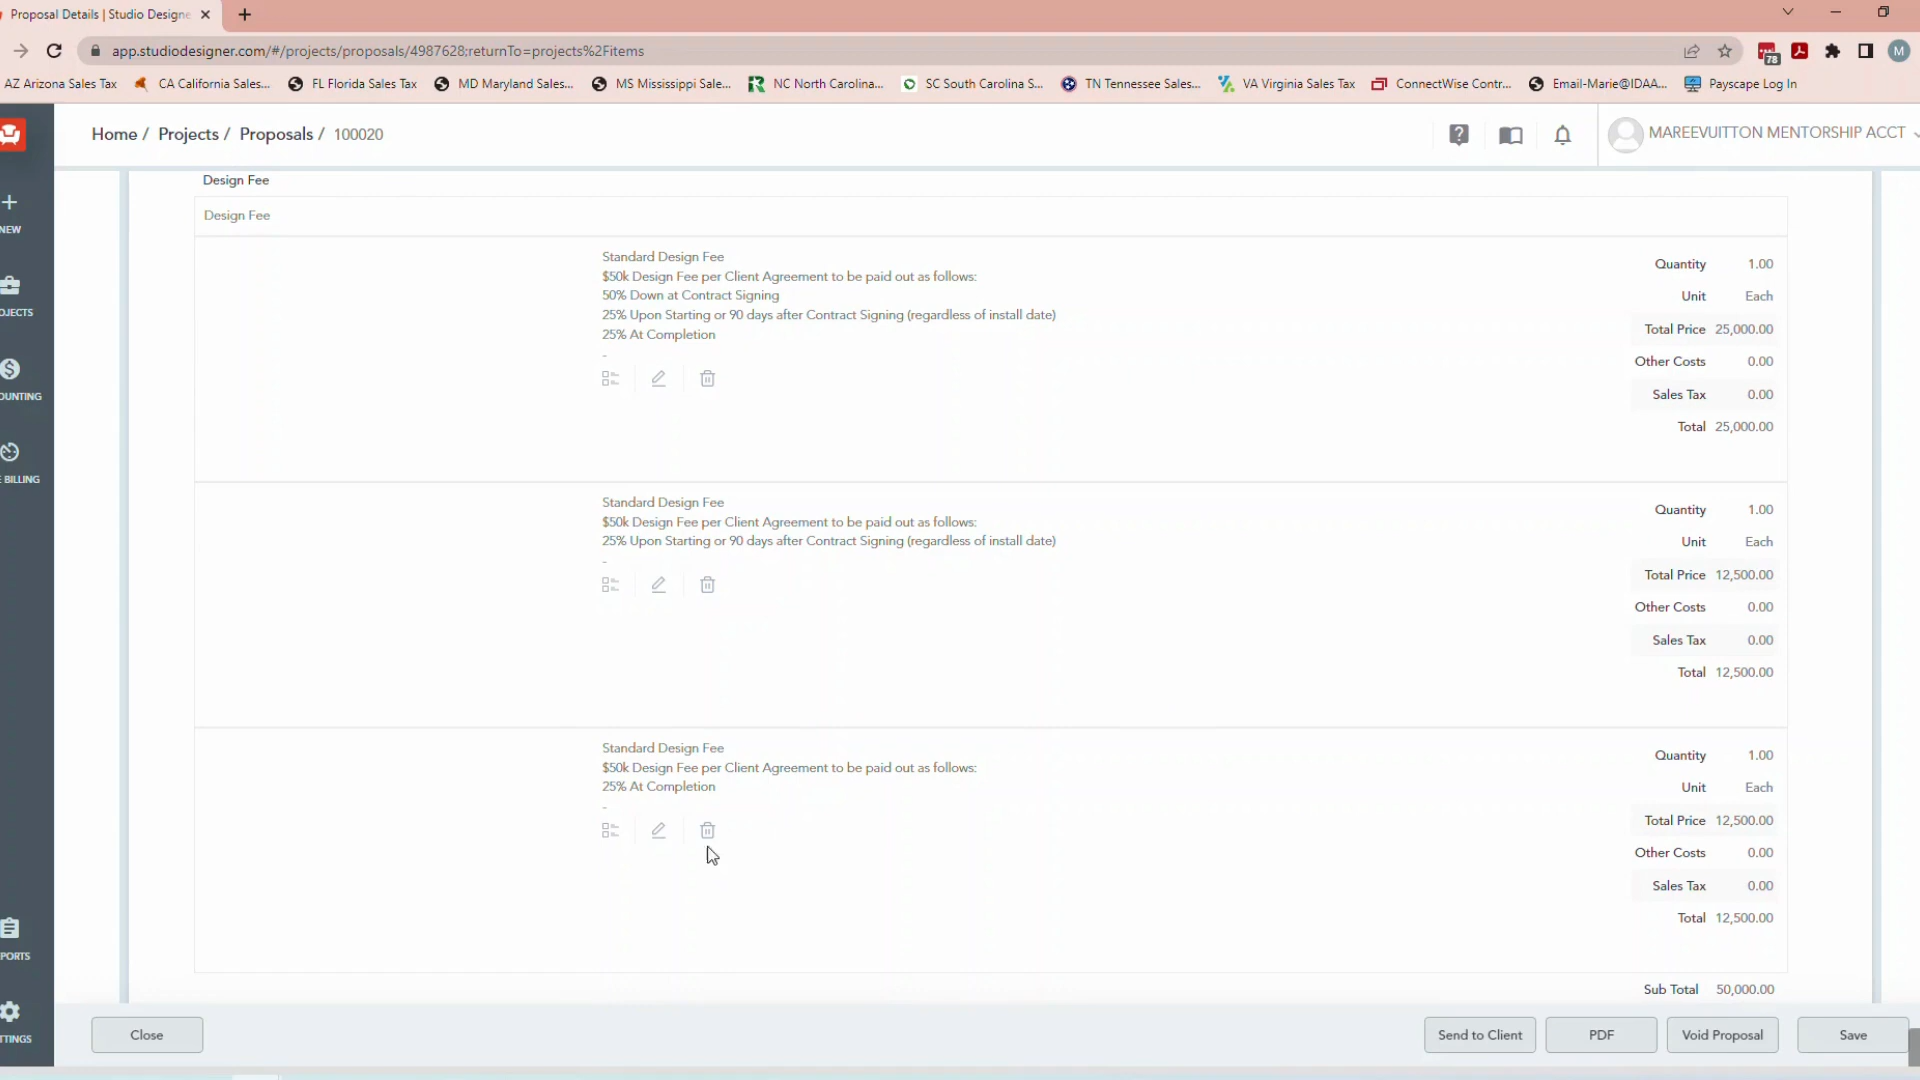 Proposal Details | Studio Designe
app.studiodesigner.com/#/projects/proposals/4987628;returnTo=projects%2Fitems
78
M
AZ Arizona Sales Tax
CA California Sales...
FL Florida Sales Tax
MD Maryland Sales...
MS Mississippi Sale...
NC North Carolina...
SC South Carolina S...
TN Tennessee Sales...
VA Virginia Sales Tax
ConnectWise Contr...
Email-Marie@IDAA...
Payscape Log In
Home / Projects / Proposals / 100020
MAREEVUITTON MENTORSHIP ACCT
NEW
OJECTS
OUNTING
E BILLING
PORTS
TTINGS
Design Fee
Design Fee
Standard Design Fee
$50k Design Fee per Client Agreement to be paid out as follows:
50% Down at Contract Signing
25% Upon Starting or 90 days after Contract Signing (regardless of install date)
25% At Completion
-
Quantity 1.00
Unit Each
Total Price 25,000.00
Other Costs 0.00
Sales Tax 0.00
Total 25,000.00
Standard Design Fee
$50k Design Fee per Client Agreement to be paid out as follows:
25% Upon Starting or 90 days after Contract Signing (regardless of install date)
-
Quantity 1.00
Unit Each
Total Price 12,500.00
Other Costs 0.00
Sales Tax 0.00
Total 12,500.00
Standard Design Fee
$50k Design Fee per Client Agreement to be paid out as follows:
25% At Completion
-
Quantity 1.00
Unit Each
Total Price 12,500.00
Other Costs 0.00
Sales Tax 0.00
Total 12,500.00
Sub Total 50,000.00
Close
Send to Client
PDF
Void Proposal
Save